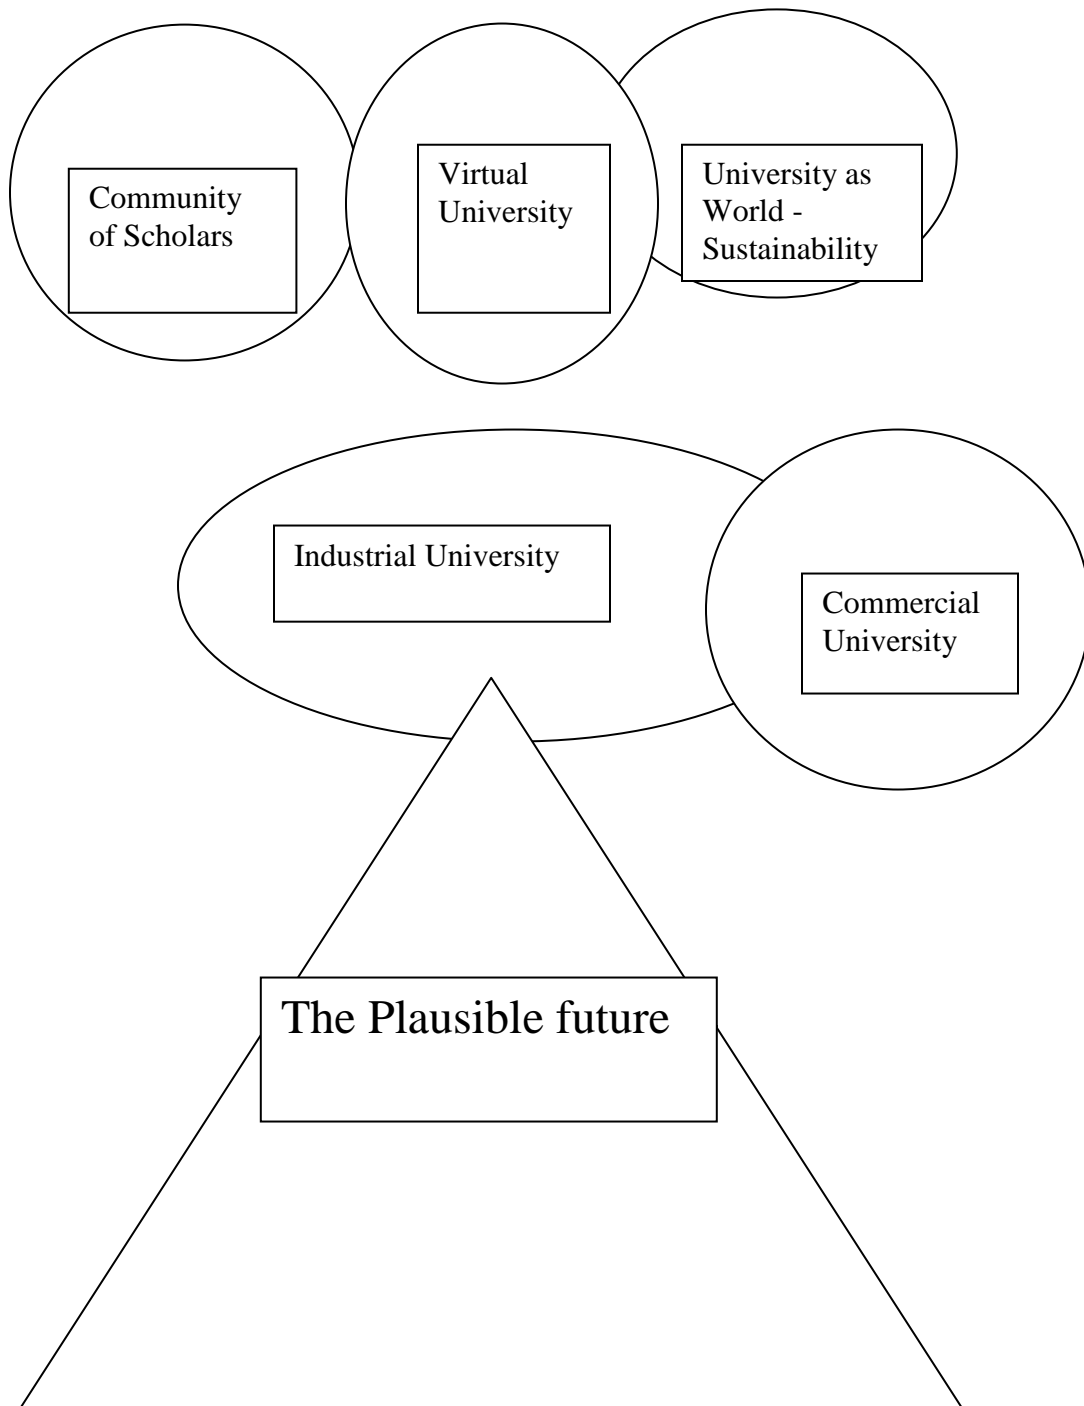 Community
of Scholars
Virtual
University
University as
World -
Sustainability
Industrial University
Commercial
University
The Plausible future